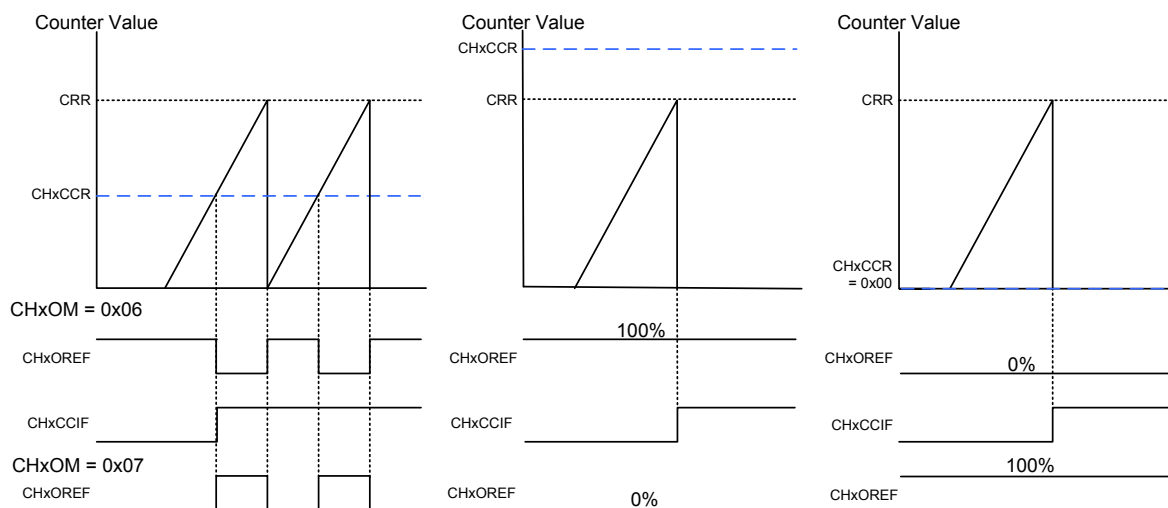 Counter Value
CRR
CHxCCR
CHxOM = 0x06
CHxOREF
CHxCCIF
CHxOM = 0x07
CHxOREF
Counter Value
CHxCCR
CRR
100%
CHxOREF
CHxCCIF
CHxOREF
0%
Counter Value
CRR
CHxCCR
= 0x00
CHxOREF
0%
CHxCCIF
100%
CHxOREF